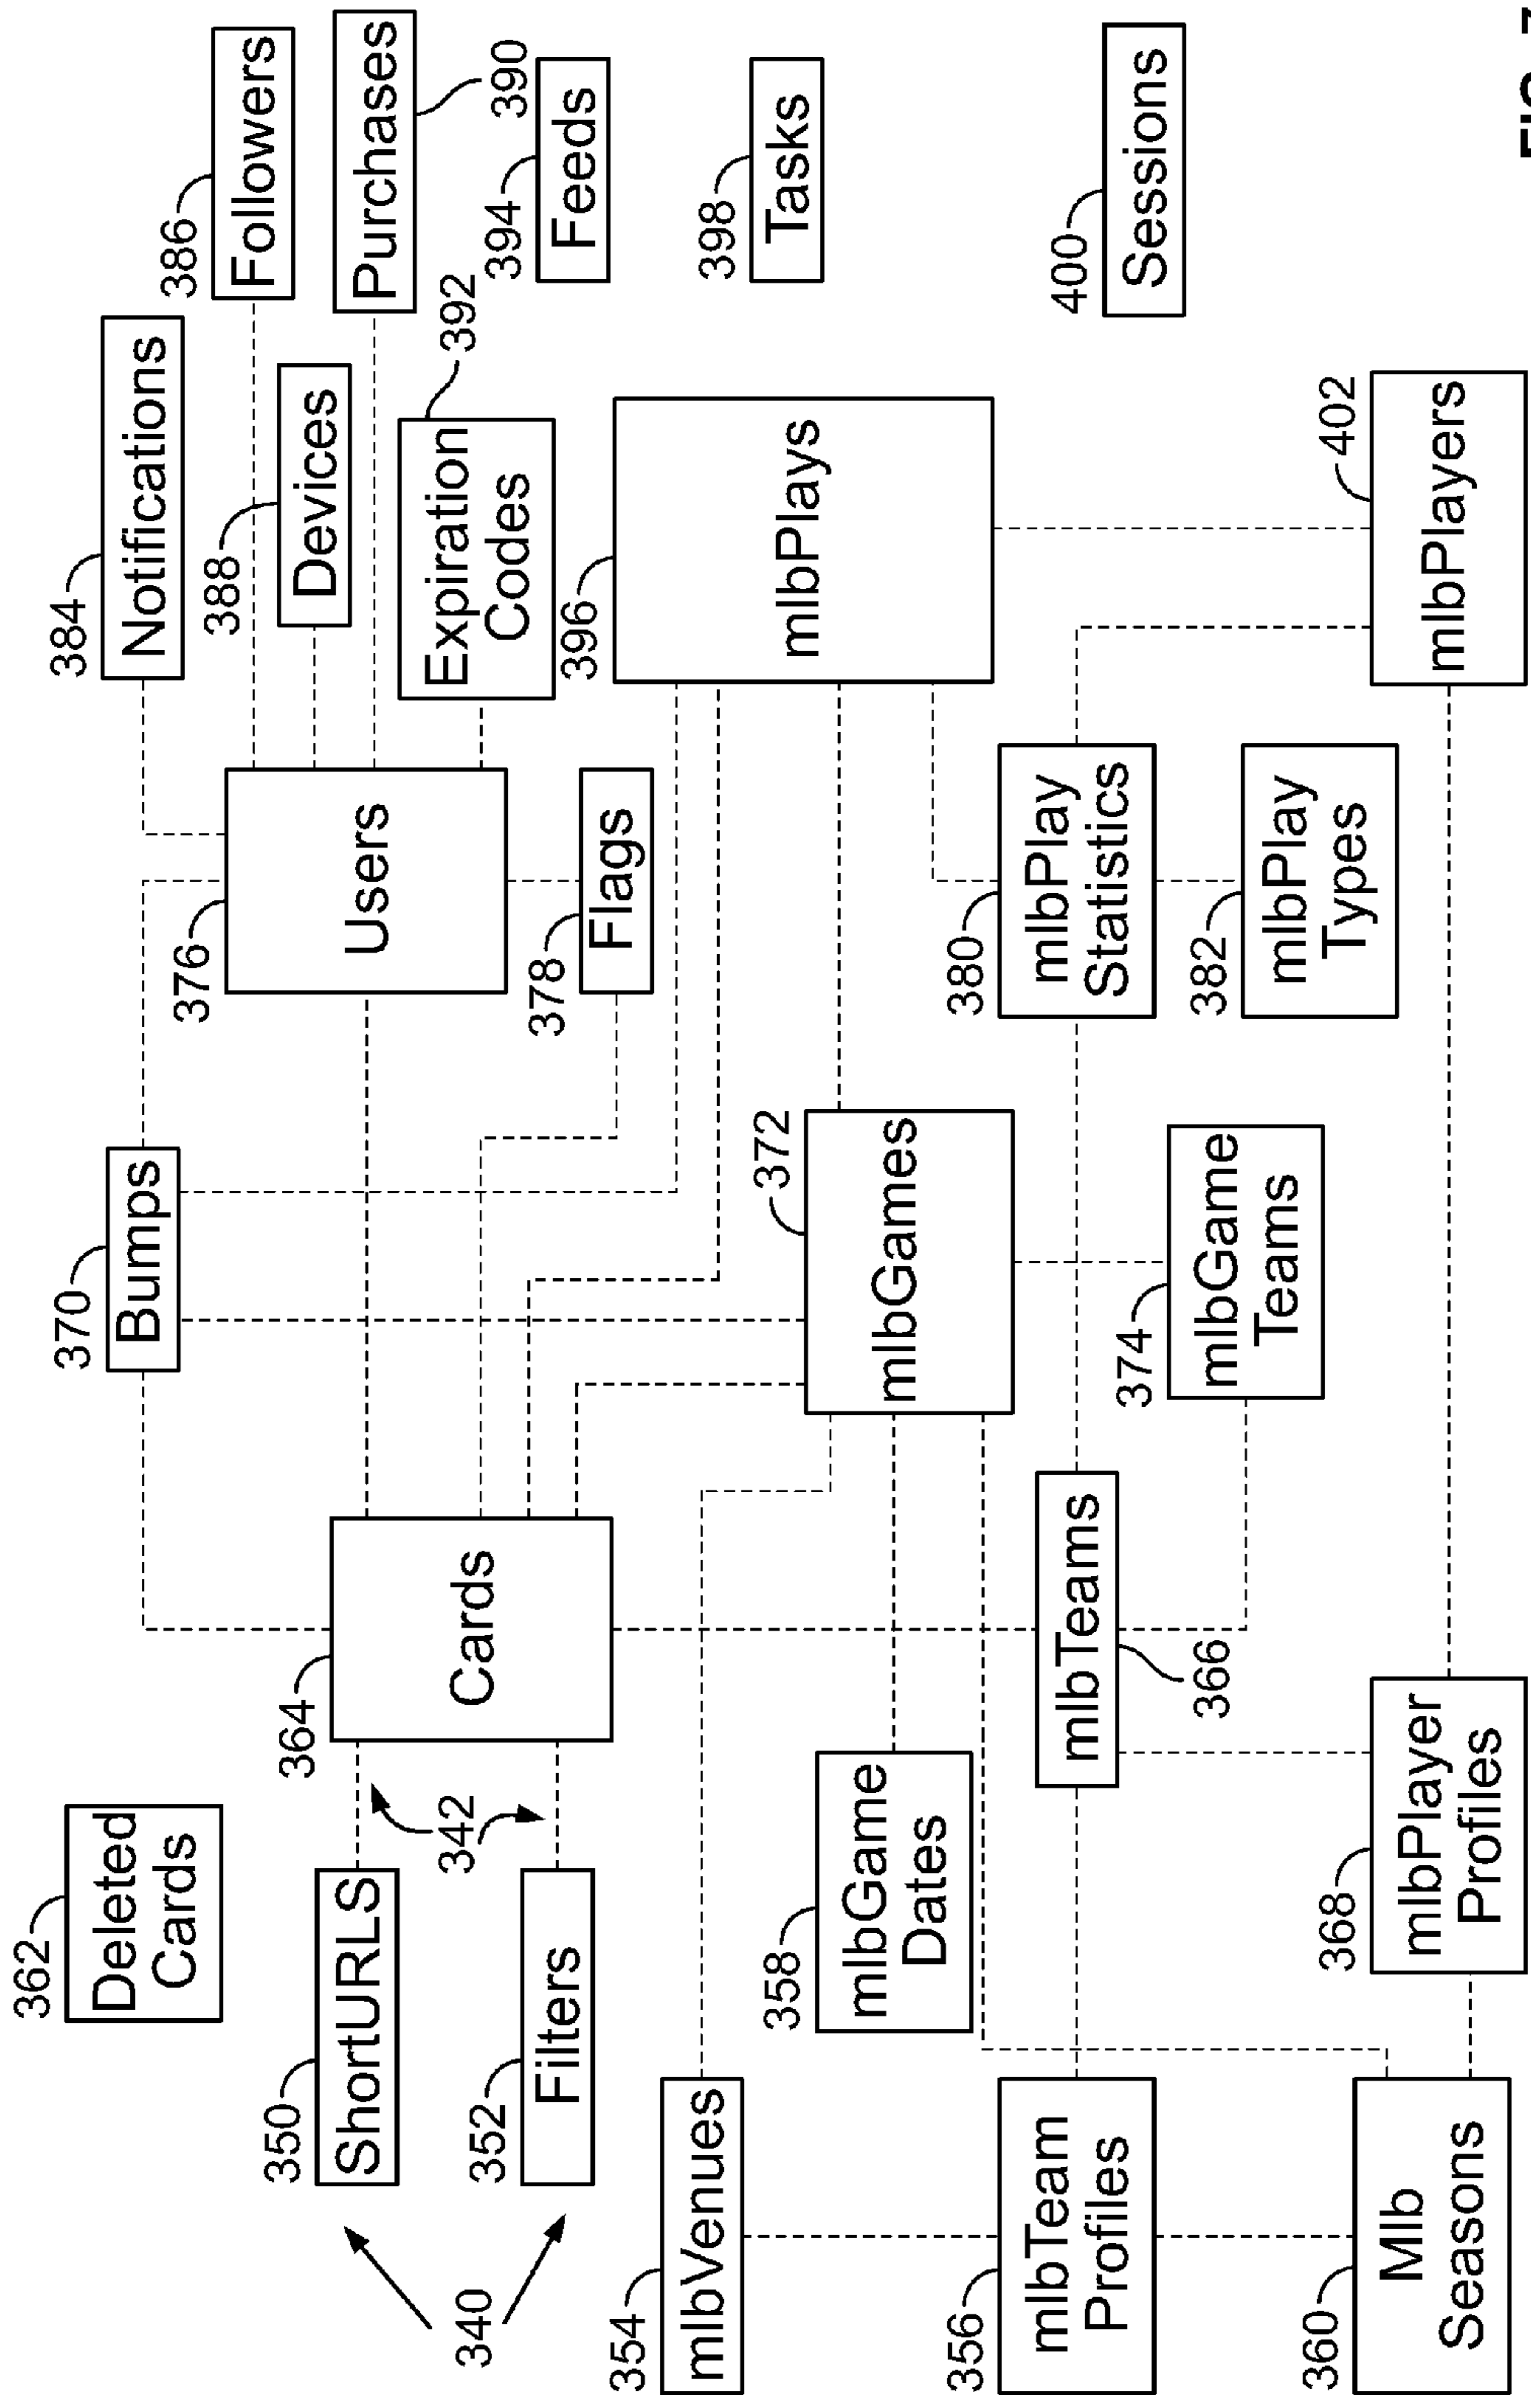 362
Deleted
Cards
370
Bumps
384
Notifications
386
Followers
376
Users
388
Devices
390
Purchases
350
ShortURLS
364
Cards
342
340
352
Filters
392
Expiration
Codes
378
Flags
394
Feeds
354
mlbVenues
358
mlbGame
Dates
372
mlbGames
396
mlbPlays
398
Tasks
356
mlbTeam
Profiles
mlbTeams
366
374
mlbGame
Teams
380
mlbPlay
Statistics
382
mlbPlay
Types
400
Sessions
360
Mlb
Seasons
368
mlbPlayer
Profiles
402
mlbPlayers